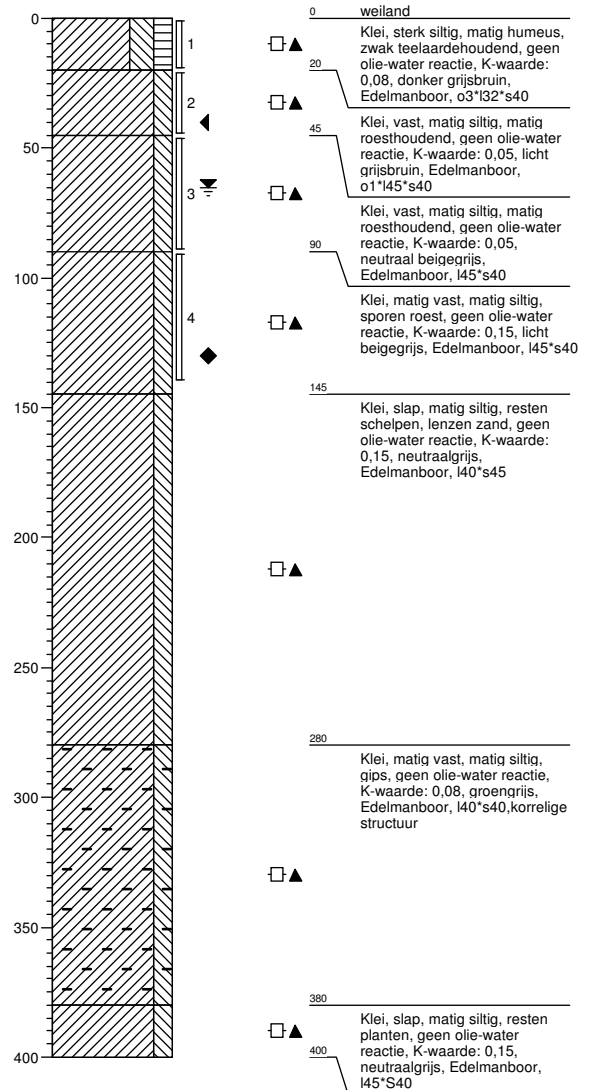 0
50
100
150
200
250
300
350
400
1
2
3
4
0
weiland
Klei, sterk siltig, matig humeus,
zwak teelaardehoudend, geen
olie-water reactie, K-waarde:
0,08, donker grijsbruin,
Edelmanboor, o3*l32*s40
20
Klei, vast, matig siltig, matig
roesthoudend, geen olie-water
reactie, K-waarde: 0,05, licht
grijsbruin, Edelmanboor,
o1*l45*s40
45
Klei, vast, matig siltig, matig
roesthoudend, geen olie-water
reactie, K-waarde: 0,05,
neutraal beigegrijs,
Edelmanboor, l45*s40
90
Klei, matig vast, matig siltig,
sporen roest, geen olie-water
reactie, K-waarde: 0,15, licht
beigegrijs, Edelmanboor, l45*s40
145
Klei, slap, matig siltig, resten
schelpen, lenzen zand, geen
olie-water reactie, K-waarde:
0,15, neutraalgrijs,
Edelmanboor, l40*s45
280
Klei, matig vast, matig siltig,
gips, geen olie-water reactie,
K-waarde: 0,08, groengrijs,
Edelmanboor, l40*s40,korrelige
structuur
380
Klei, slap, matig siltig, resten
planten, geen olie-water
reactie, K-waarde: 0,15,
neutraalgrijs, Edelmanboor,
l45*S40
400